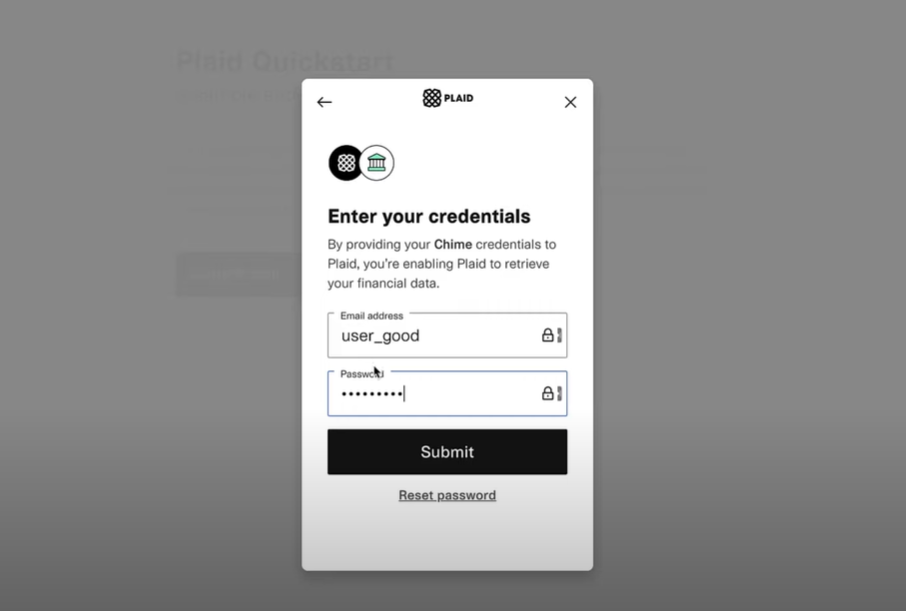 Plaid Quickstart
PLAID
Enter your credentials
By providing your Chime credentials to
Plaid, you're enabling Plaid to retrieve
your financial data.
Email address
user_good
Password
•••••••••
Submit
Reset password